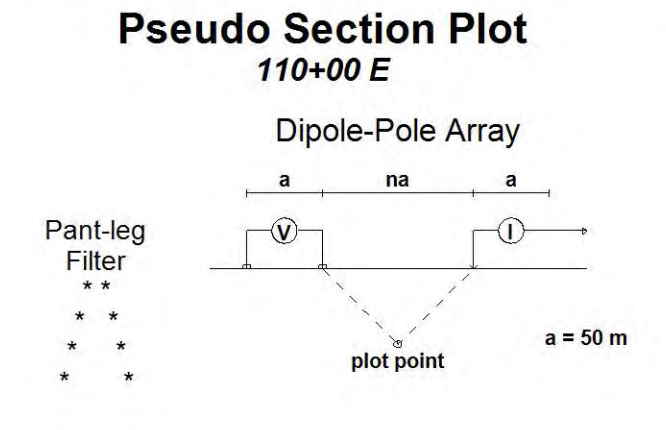 Pseudo Section Plot
110+00 E
Dipole-Pole Array
a na a
Pant-leg
Filter
* *
* *
* *
* *
V I
plot point
a = 50 m